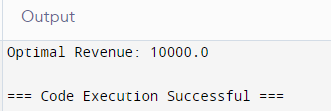 Output
Optimal Revenue: 10000.0
=== Code Execution Successful ===